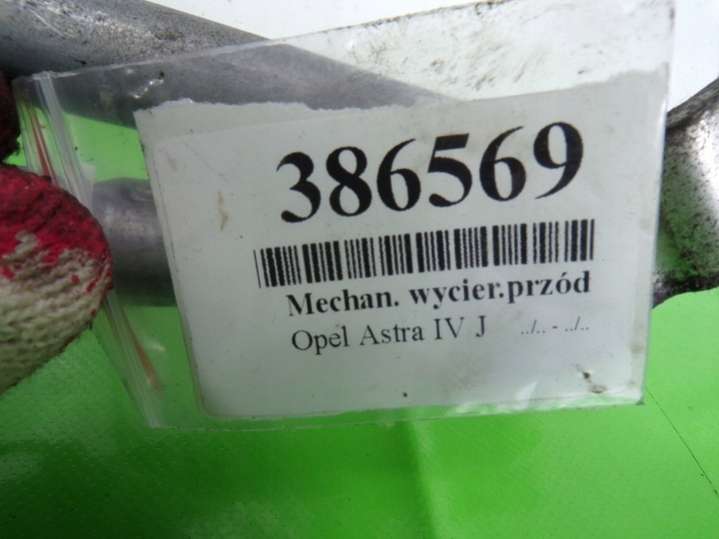 386569
Mechan. wycier.przód
Opel Astra IV J ../.. - ../..